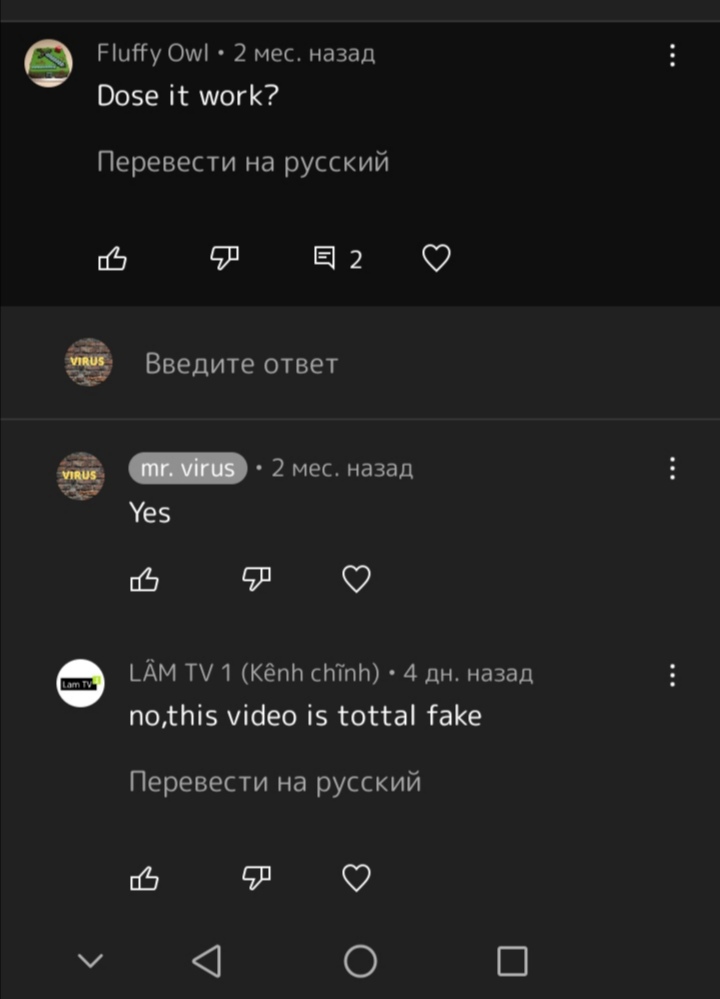 Fluffy Owl • 2 мес. назад
Dose it work?
Перевести на русский
2
VIRUS
Введите ответ
VIRUS
mr. virus • 2 мес. назад
Yes
Lam TV
LÂM TV 1 (Kênh chĩnh) • 4 дн. назад
no,this video is tottal fake
Перевести на русский